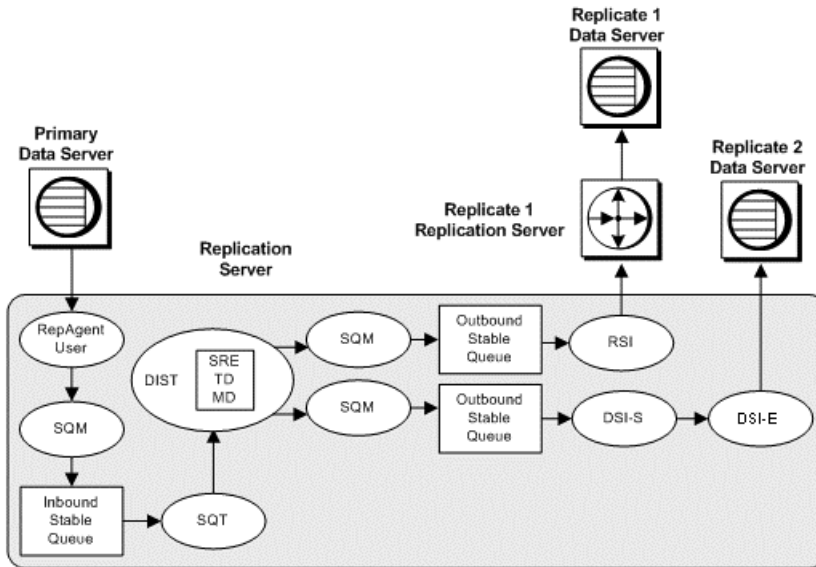 Replicate 1
Data Server
Primary
Data Server
Replicate 2
Data Server
Replicate 1
Replication Server
Replication
Server
RepAgent
User
SQM
Outbound
Stable
Queue
RSI
DIST
SRE
TD
MD
SQM
Outbound
Stable
Queue
DSI-S
DSI-E
SQM
Inbound
Stable
Queue
SQT